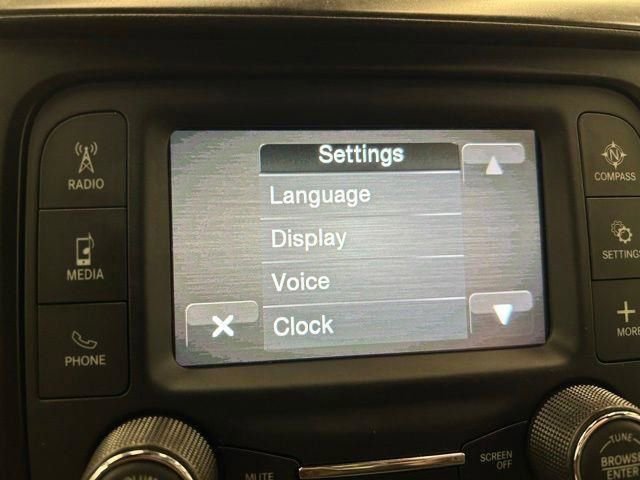 RADIO
MEDIA
PHONE
Settings
Language
Display
Voice
Clock
N
COMPASS
SETTINGS
MORE
MUTE
SCREEN
OFF
TUNE
BROWSE
ENTER